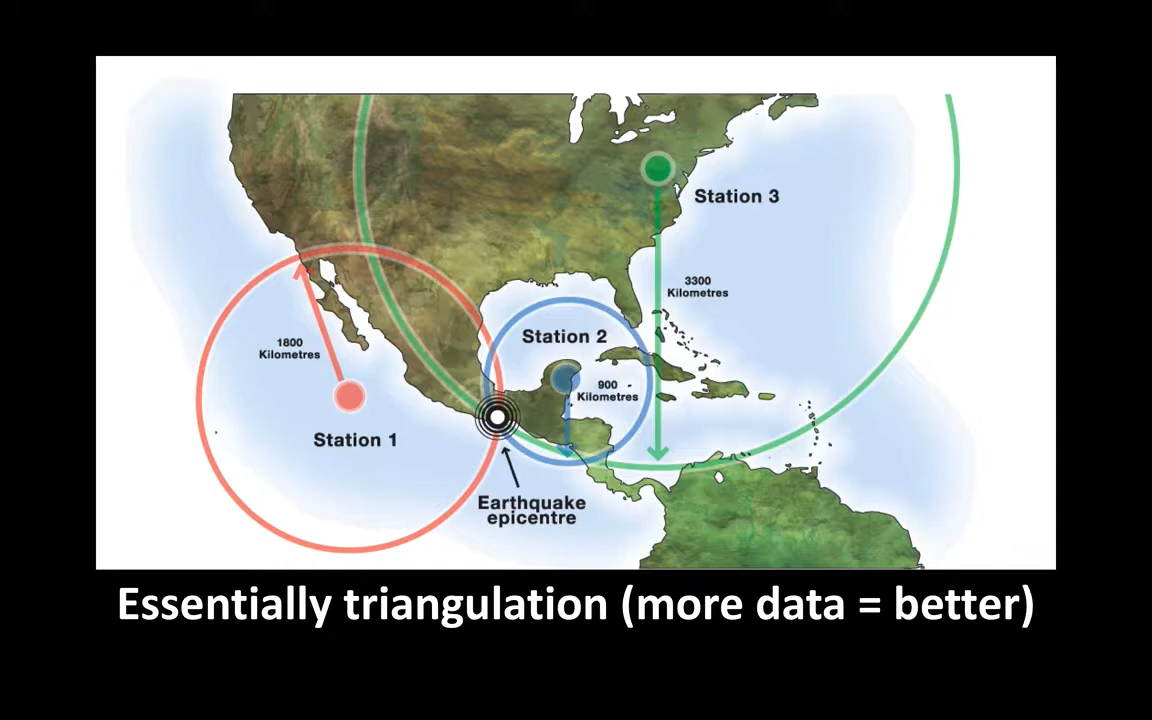 Station 3
3300
Kilometres
Station 2
1800
Kilometres
900
Kilometres
Station 1
Earthquake
epicentre
Essentially triangulation (more data = better)